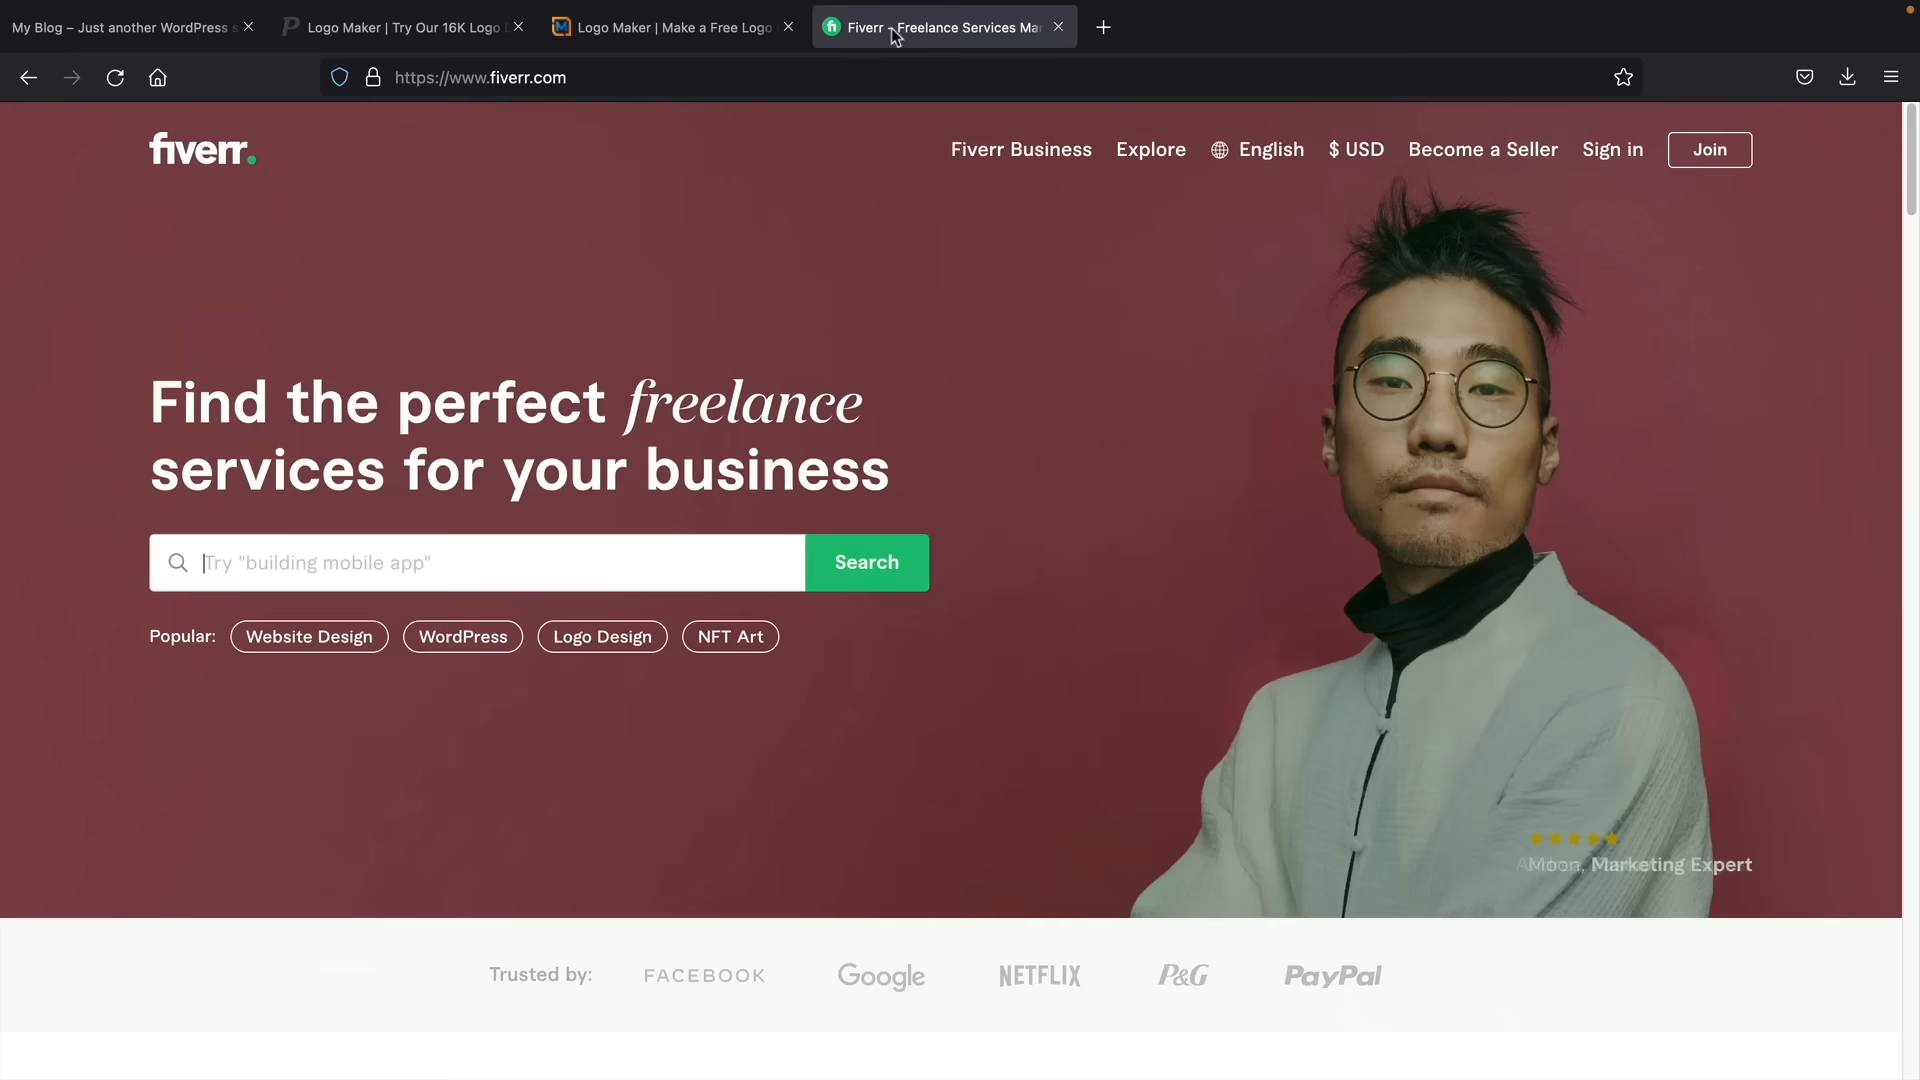 My Blog – Just another WordPress s
Logo Maker | Try Our 16K Logo
Logo Maker | Make a Free Logo
Fiverr - Freelance Services Mar
https://www.fiverr.com
fiverr.
Fiverr Business
Explore
English
$ USD
Become a Seller
Sign in
Join
Find the perfect freelance
services for your business
Try "building mobile app"
Search
Popular:
Website Design
WordPress
Logo Design
NFT Art
Marketing Expert
Trusted by:
FACEBOOK
Google
NETFLIX
P&G
PayPal